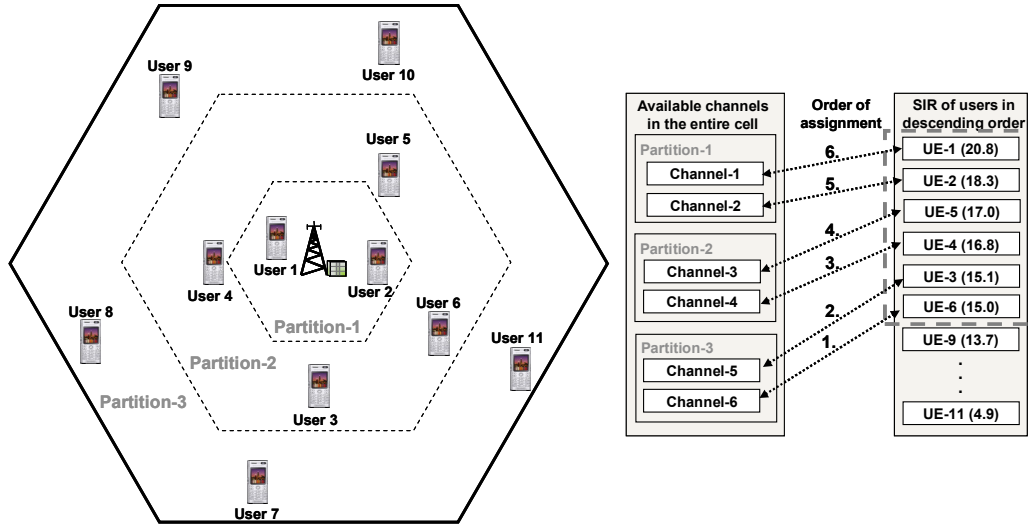 User 9
User 10
User 5
User 1
User 2
User 4
User 6
User 8
User 11
User 3
User 7
Partition-1
Partition-2
Partition-3
Available channels
in the entire cell
Partition-1
Channel-1
Channel-2
Partition-2
Channel-3
Channel-4
Partition-3
Channel-5
Channel-6
Order of
assignment
6.
5.
4.
3.
2.
1.
SIR of users in
descending order
UE-1 (20.8)
UE-2 (18.3)
UE-5 (17.0)
UE-4 (16.8)
UE-3 (15.1)
UE-6 (15.0)
UE-9 (13.7)
.
.
.
UE-11 (4.9)